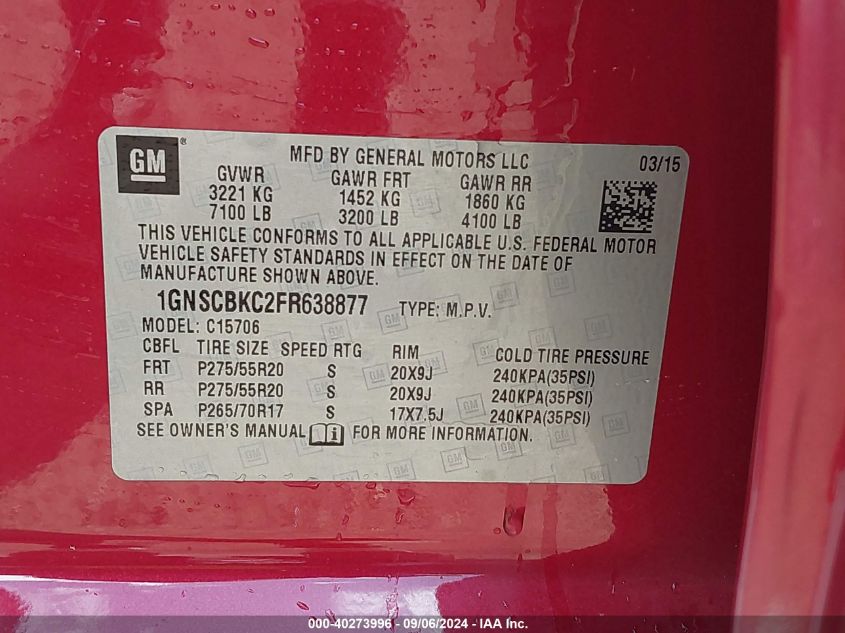 GM ®
MFD BY GENERAL MOTORS LLC 03/15
GVWR GAWR FRT GAWR RR
3221 KG 1452 KG 1860 KG
7100 LB 3200 LB 4100 LB
THIS VEHICLE CONFORMS TO ALL APPLICABLE U.S. FEDERAL MOTOR
VEHICLE SAFETY STANDARDS IN EFFECT ON THE DATE OF
MANUFACTURE SHOWN ABOVE.
1GNSCBKC2FR638877 TYPE: M.P.V.
MODEL: C15706
CBFL TIRE SIZE SPEED RTG RIM COLD TIRE PRESSURE
FRT P275/55R20 S 20X9J 240KPA(35PSI)
RR P275/55R20 S 20X9J 240KPA(35PSI)
SPA P265/70R17 S 17X7.5J 240KPA(35PSI)
SEE OWNER'S MANUAL i FOR MORE INFORMATION.
000-40273996 - 09/06/2024 - IAA Inc.